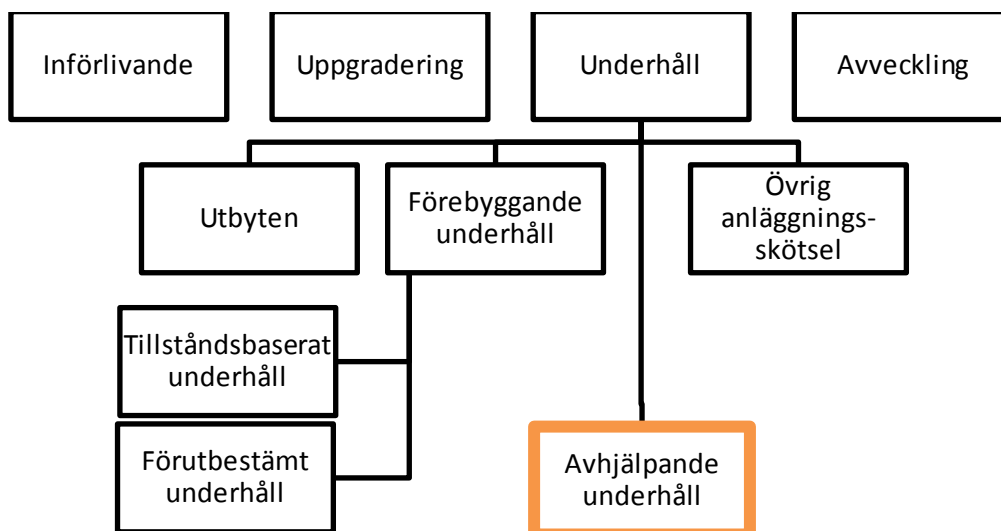 Införlivande
Uppgradering
Underhåll
Avveckling
Utbyten
Förebyggande
underhåll
Övrig
anläggnings-
skötsel
Tillståndsbaserat
underhåll
Förutbestämt
underhåll
Avhjälpande
underhåll